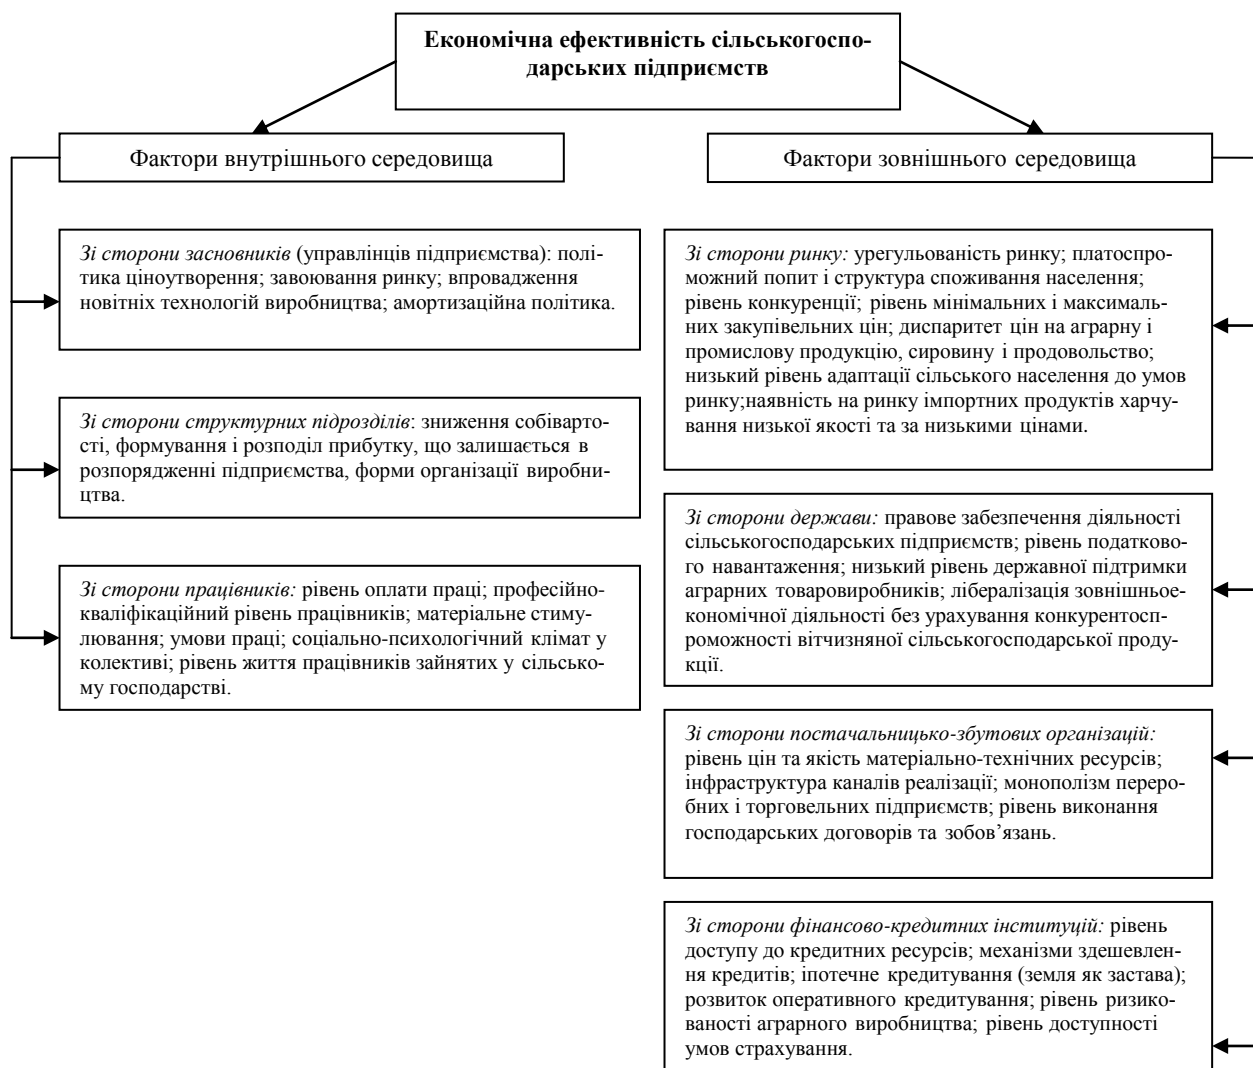 Економічна ефективність сільськогоспо-
дарських підприємств
Фактори внутрішнього середовища
Фактори зовнішнього середовища
Зі сторони засновників (управлінців підприємства): полі-
тика ціноутворення; завоювання ринку; впровадження
новітніх технологій виробництва; амортизаційна політика.
Зі сторони структурних підрозділів: зниження собіварто-
сті, формування і розподіл прибутку, що залишається в
розпорядженні підприємства, форми організації виробни-
цтва.
Зі сторони працівників: рівень оплати праці; професійно-
кваліфікаційний рівень працівників; матеріальне стиму-
лювання; умови праці; соціально-психологічний клімат у
колективі; рівень життя працівників зайнятих у сільсько-
му господарстві.
Зі сторони ринку: урегульованість ринку; платоспро-
можний попит і структура споживання населення;
рівень конкуренції; рівень мінімальних і максималь-
них закупівельних цін; диспаритет цін на аграрну і
промислову продукцію, сировину і продовольство;
низький рівень адаптації сільського населення до умов
ринку;наявність на ринку імпортних продуктів харчу-
вання низької якості та за низькими цінами.
Зі сторони держави: правове забезпечення діяльності
сільськогосподарських підприємств; рівень податково-
го навантаження; низький рівень державної підтримки
аграрних товаровиробників; лібералізація зовнішньое-
кономічної діяльності без урахування конкурентосп-
роможності вітчизняної сільськогосподарської проду-
кції.
Зі сторони постачальницько-збутових організацій:
рівень цін та якість матеріально-технічних ресурсів;
інфраструктура каналів реалізації; монополізм перероб-
них і торговельних підприємств; рівень виконання
господарських договорів та зобов’язань.
Зі сторони фінансово-кредитних інституцій: рівень
доступу до кредитних ресурсів; механізми здешевлен-
ня кредитів; іпотечне кредитування (земля як застава);
розвиток оперативного кредитування; рівень ризико-
ваності аграрного виробництва; рівень доступності
умов страхування.